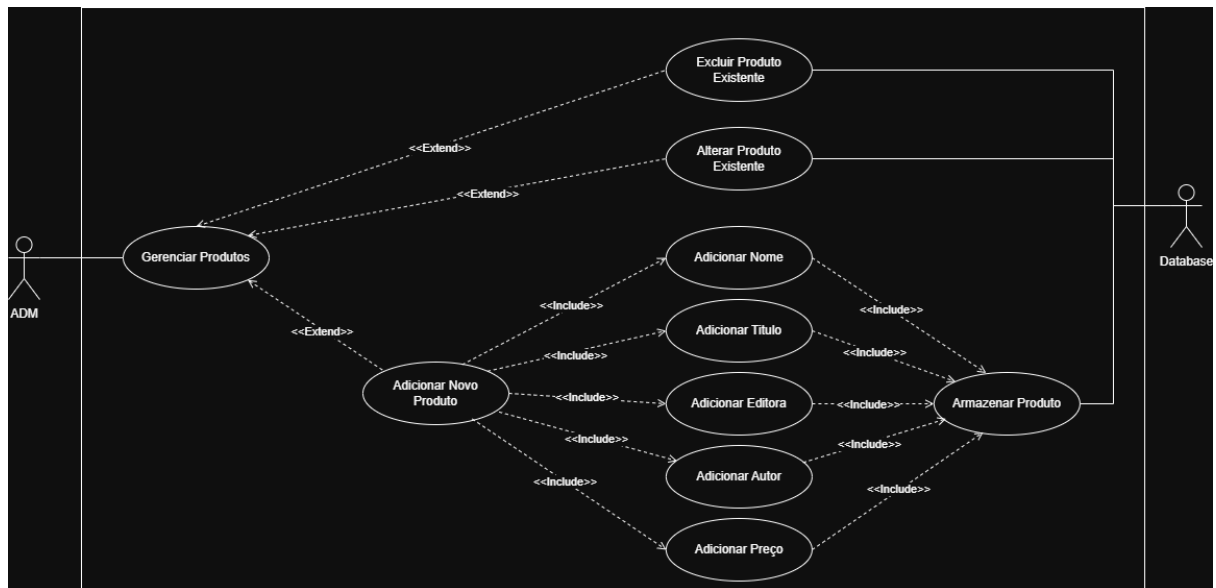 Excluir Produto
Existente
<<Extend>>
Alterar Produto
Existente
<<Extend>>
Gerenciar Produtos
ADM
Adicionar Nome
Database
<<Include>>
<<Include>>
<<Extend>>
Adicionar Título
<<Include>>
<<Include>>
Adicionar Novo
Produto
<<Include>>
Adicionar Editora
<<Include>>
Armazenar Produto
<<Include>>
Adicionar Autor
<<Include>>
<<Include>>
<<Include>>
Adicionar Preço